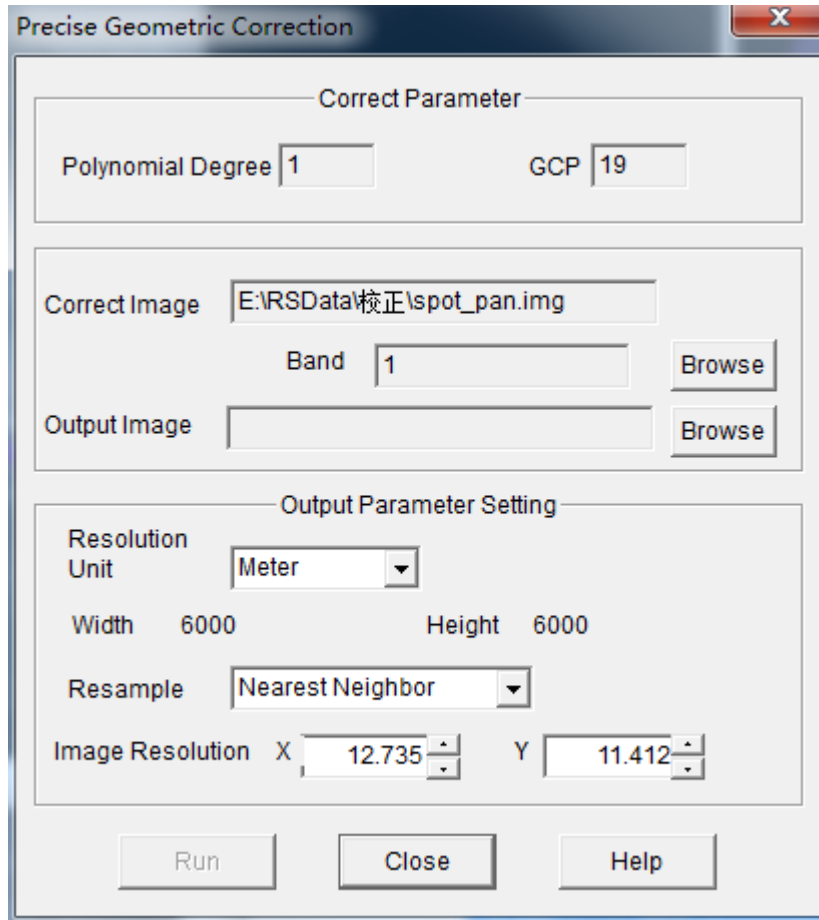 Precise Geometric Correction
Correct Parameter
Polynomial Degree 1 GCP 19
Correct Image E:\RSData\校正\spot_pan.img
Band 1 Browse
Output Image Browse
Output Parameter Setting
Resolution
Unit Meter
Width 6000 Height 6000
Resample Nearest Neighbor
Image Resolution X 12.735 Y 11.412
Run Close Help